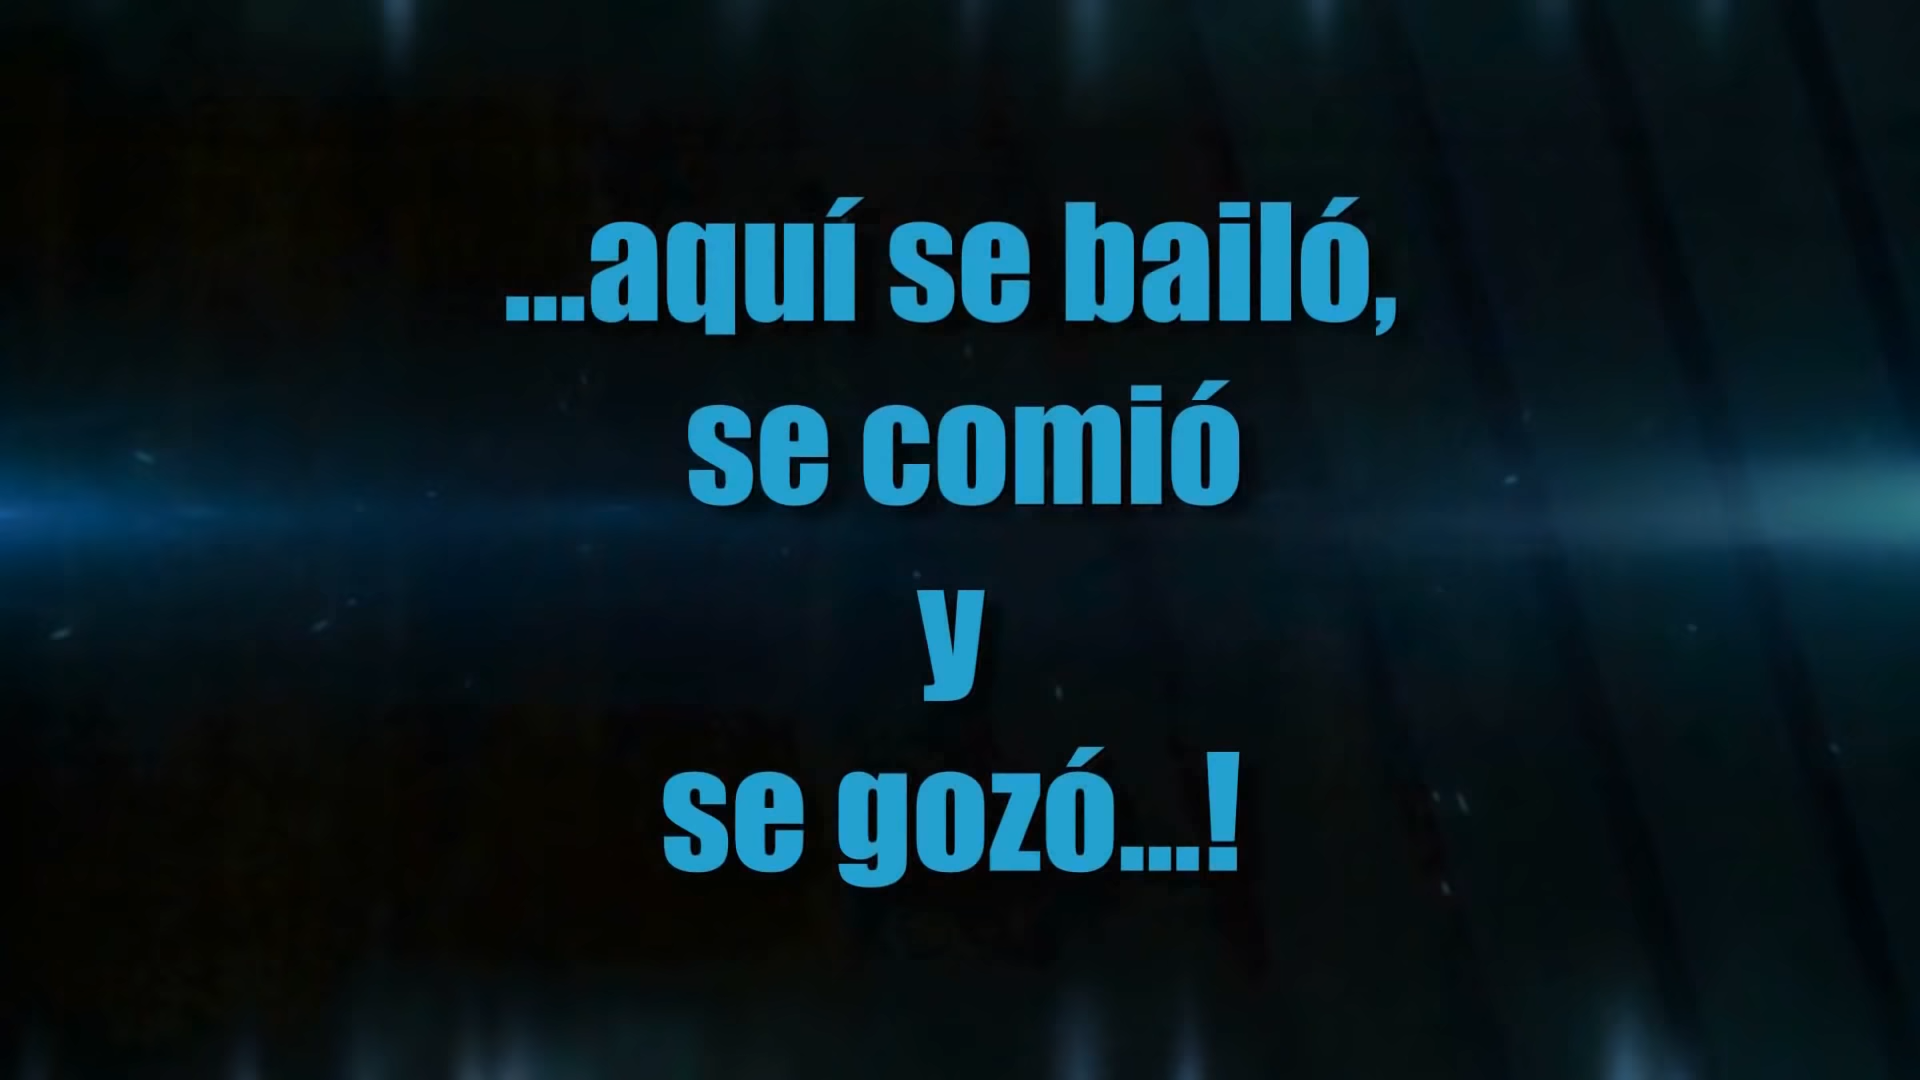 ...aquí se bailó,
se comió
y
se gozó...!